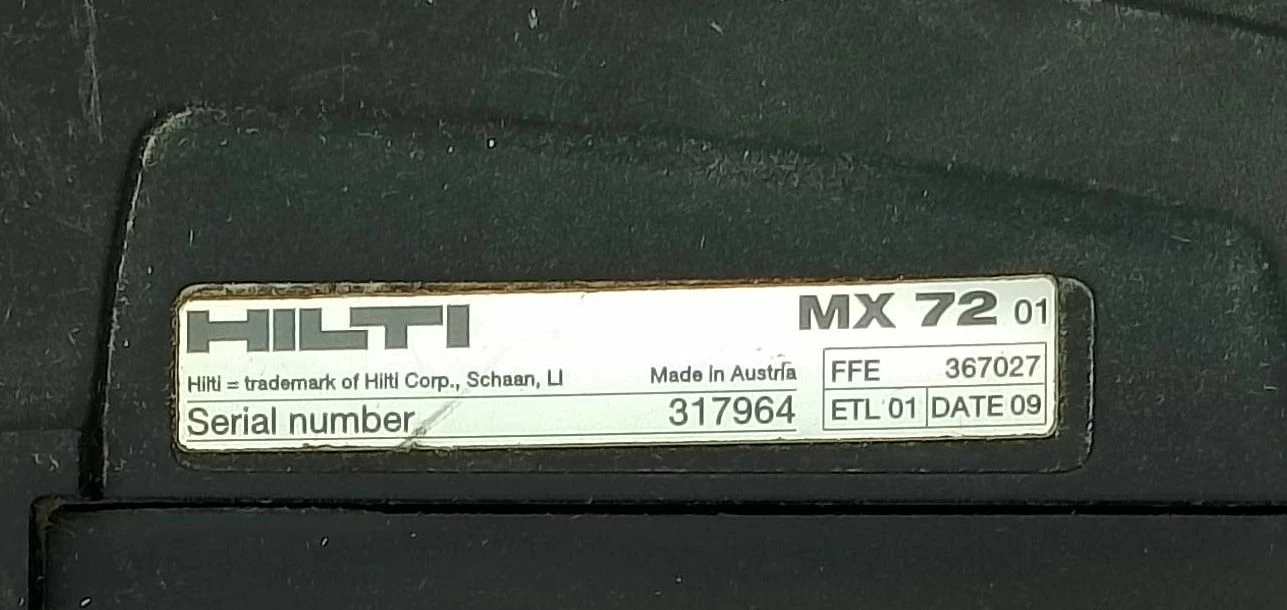 HILTI
MX 72 01
Hilti = trademark of Hilti Corp., Schaan, LI
Made in Austria
Serial number 317964
FFE 367027
ETL 01 DATE 09